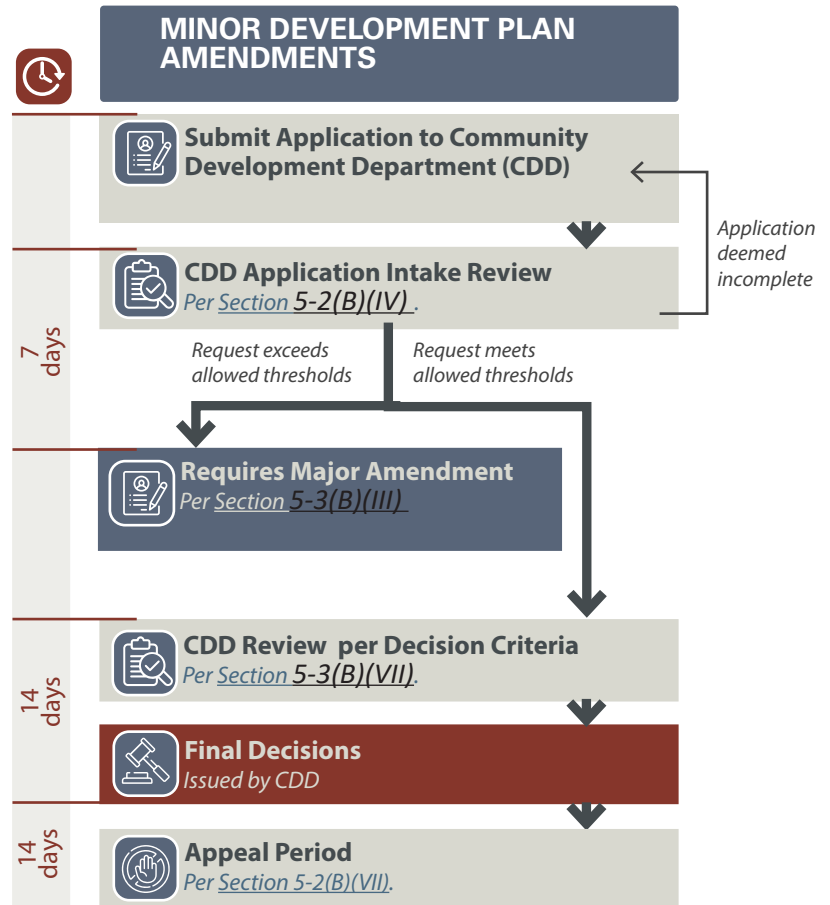 MINOR DEVELOPMENT PLAN
AMENDMENTS
Submit Application to Community
Development Department (CDD)
Application
deemed
incomplete
CDD Application Intake Review
Per Section 5-2(B)(IV) .
7
days
Request exceeds
allowed thresholds
Request meets
allowed thresholds
Requires Major Amendment
Per Section 5-3(B)(III)
CDD Review per Decision Criteria
Per Section 5-3(B)(VII).
14
days
Final Decisions
Issued by CDD
14
days
Appeal Period
Per Section 5-2(B)(VII).